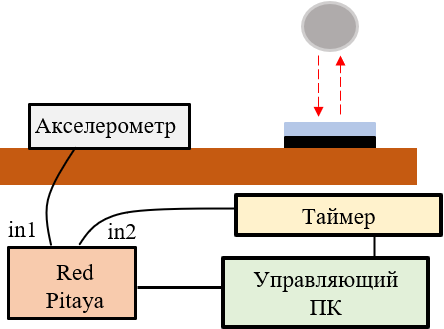 Акселерометр
in1
in2
Таймер
Red
Pitaya
Управляющий
ПК